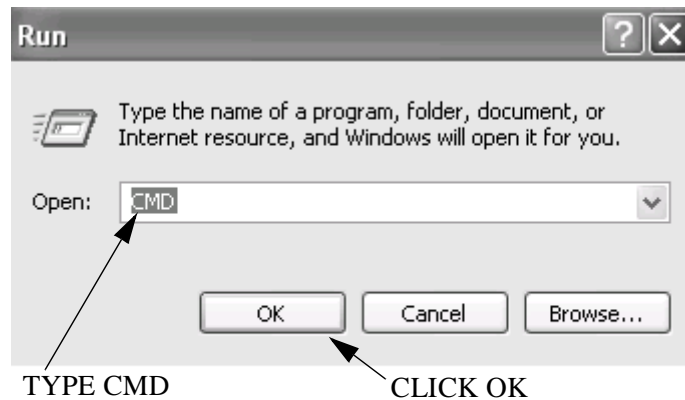 Run
Type the name of a program, folder, document, or
Internet resource, and Windows will open it for you.
Open: CMD
OK Cancel Browse...
TYPE CMD CLICK OK